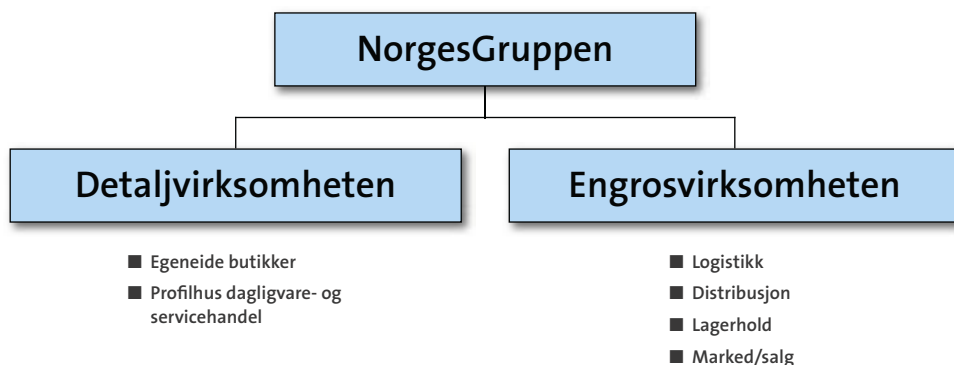 NorgesGruppen
Detaljvirksomheten
Engrosvirksomheten
■ Egeneide butikker
■ Profilhus dagligvare- og
servicehandel
■ Logistikk
■ Distribusjon
■ Lagerhold
■ Marked/salg